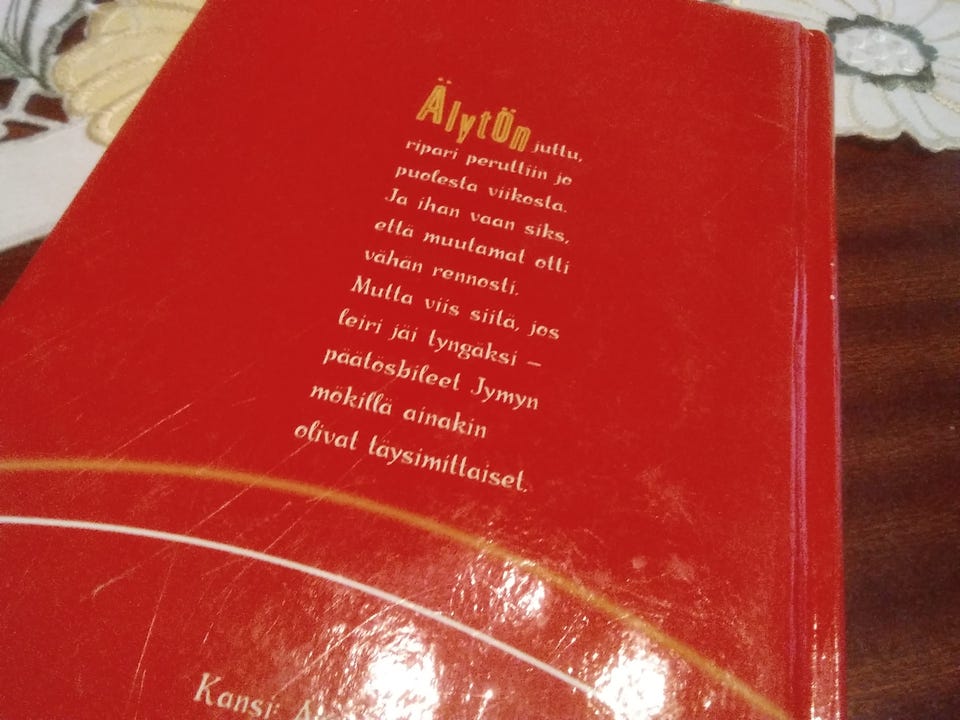 ÄlytÖn juttu,
ripari peruttiin jo
puolesta viikosta.
Ja ihan vaan siks,
että muutamat otti
vähän rennosti.
Mutta viis siitä, jos
leiri jäi tyngäksi –
päätösbileet Jymyn
mökillä ainakin
olivat täysimittaiset.
Kansi: